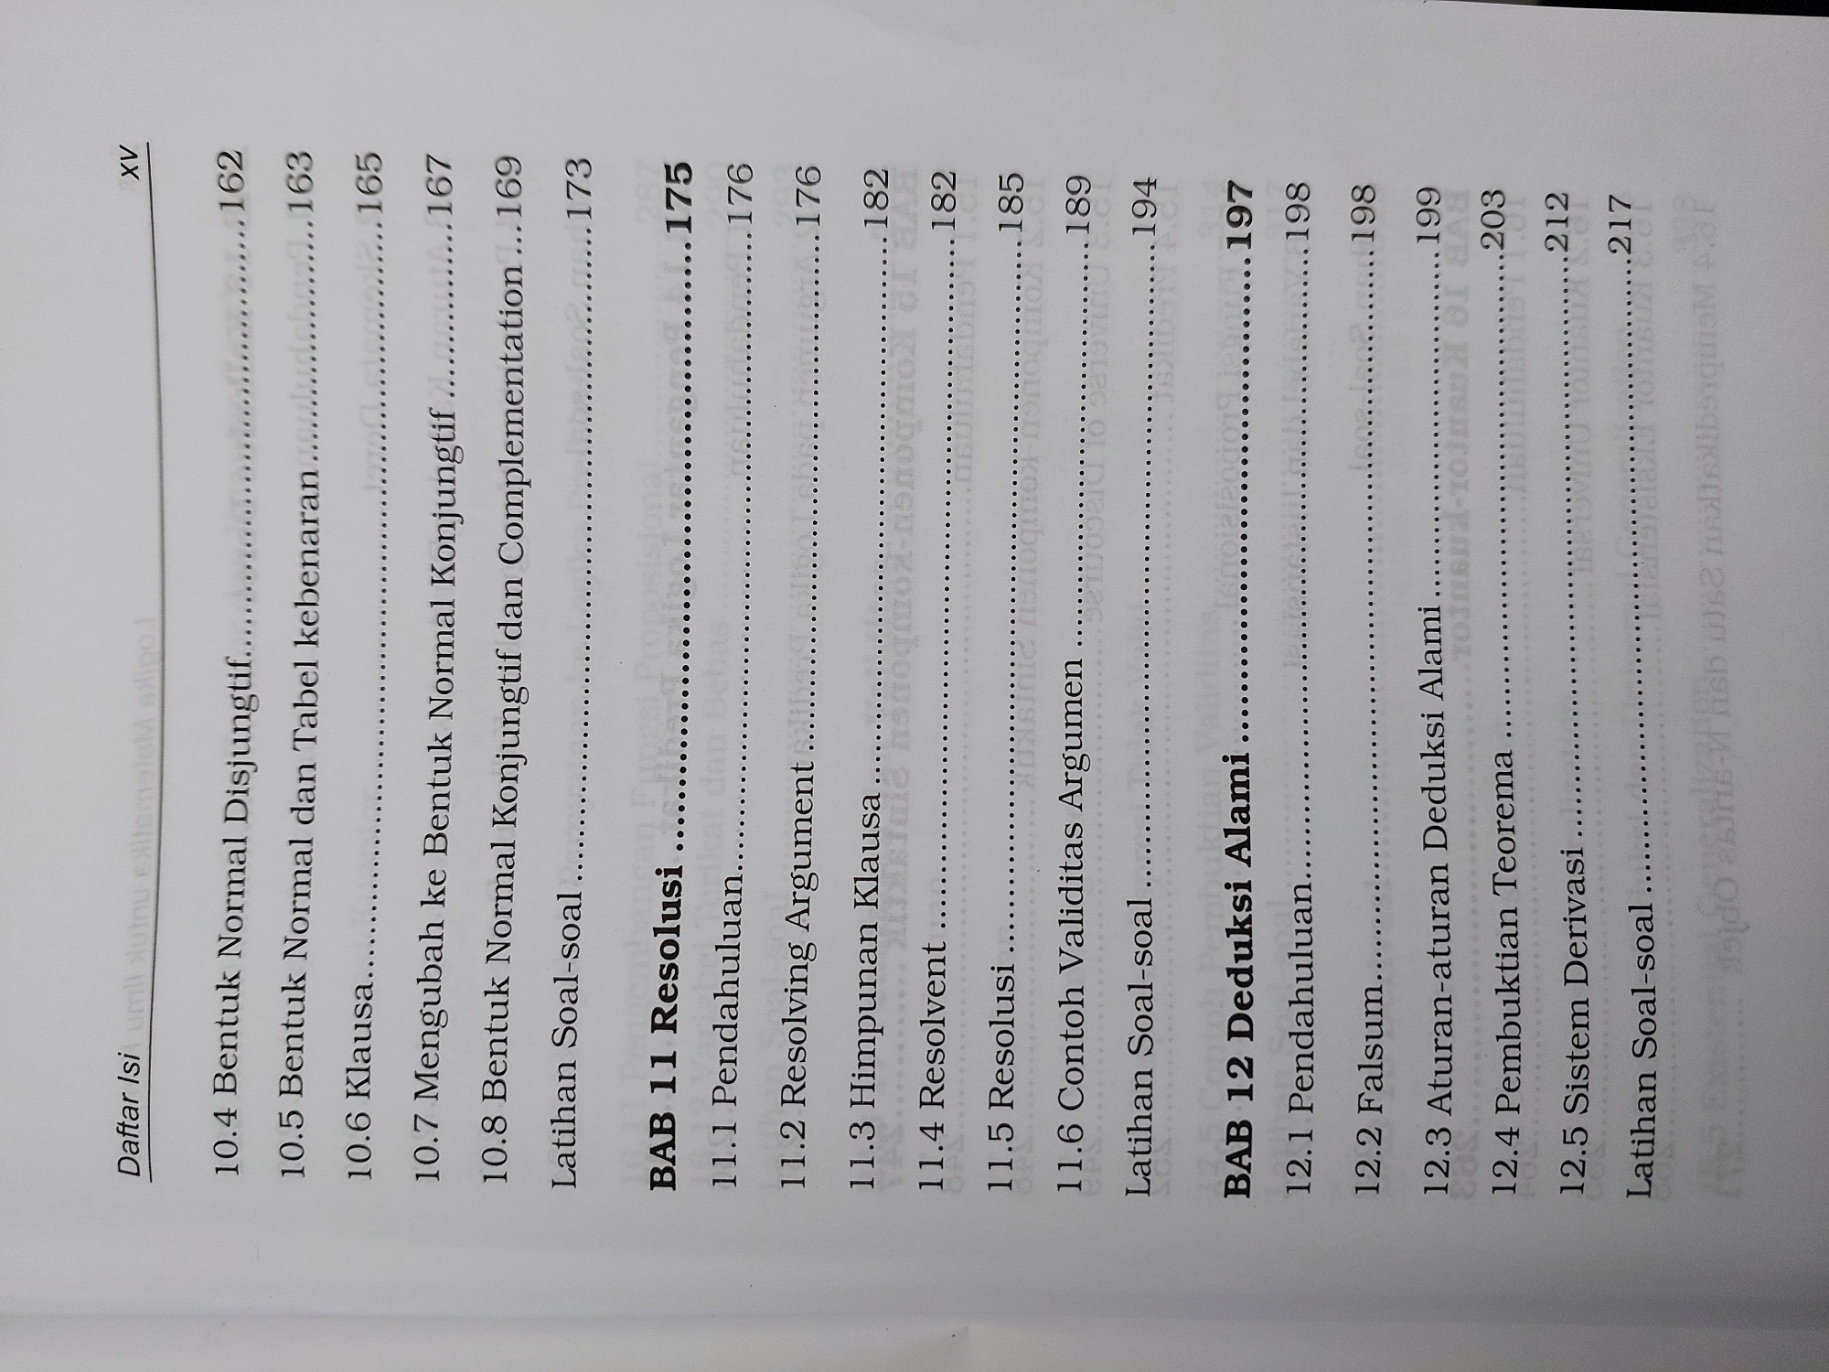 Daftar Isi xv
10.4 Bentuk Normal Disjungtif........................................162
10.5 Bentuk Normal dan Tabel kebenaran......................163
10.6 Klausa......................................................................165
10.7 Mengubah ke Bentuk Normal Konjungtif ................167
10.8 Bentuk Normal Konjungtif dan Complementation ...169
Latihan Soal-soal ............................................................173
BAB 11 Resolusi ................................................175
11.1 Pendahuluan...........................................................176
11.2 Resolving Argument ................................................176
11.3 Himpunan Klausa ...................................................182
11.4 Resolvent ................................................................182
11.5 Resolusi ..................................................................185
11.6 Contoh Validitas Argumen ......................................189
Latihan Soal-soal ............................................................194
BAB 12 Deduksi Alami ......................................197
12.1 Pendahuluan...........................................................198
12.2 Falsum....................................................................198
12.3 Aturan-aturan Deduksi Alami ................................199
12.4 Pembuktian Teorema .............................................203
12.5 Sistem Derivasi ......................................................212
Latihan Soal-soal ...........................................................217